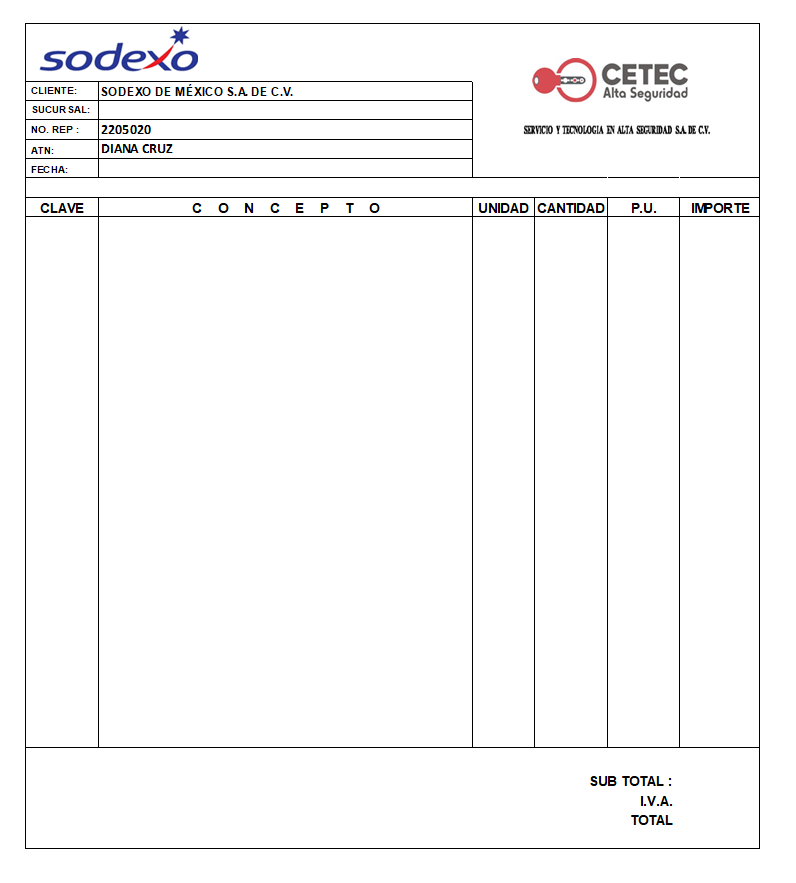 sodexo
CETEC
Alta Seguridad
SERVICIO Y TECNOLOGIA EN ALTA SEGURIDAD S.A. DE C.V.
CLIENTE: SODEXO DE MÉXICO S.A. DE C.V.
SUCURSAL:
NO. REP : 2205020
ATN: DIANA CRUZ
FECHA:
CLAVE C O N C E P T O UNIDAD CANTIDAD P.U. IMPORTE
SUB TOTAL :
I.V.A.
TOTAL